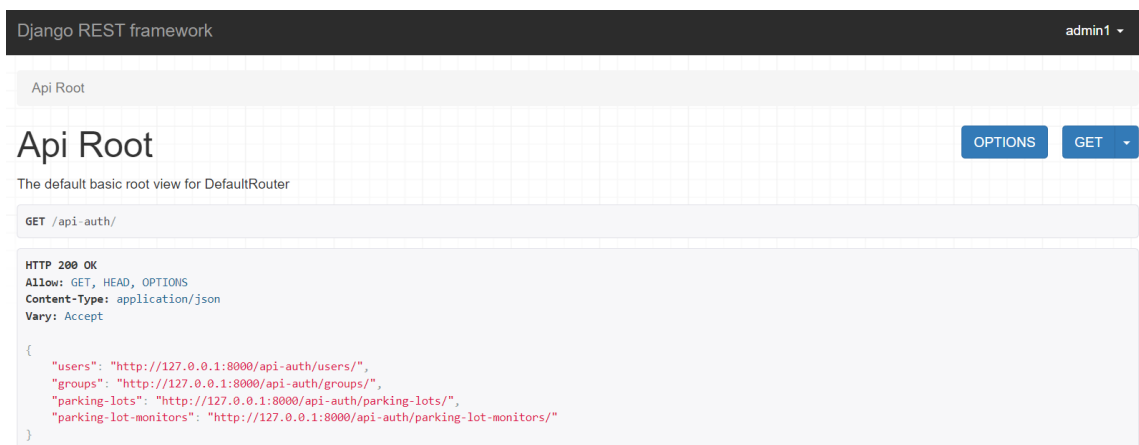 Django REST framework
admin1
Api Root
Api Root
OPTIONS
GET
The default basic root view for DefaultRouter
GET /api-auth/
HTTP 200 OK
Allow: GET, HEAD, OPTIONS
Content-Type: application/json
Vary: Accept
{
    "users": "http://127.0.0.1:8000/api-auth/users/",
    "groups": "http://127.0.0.1:8000/api-auth/groups/",
    "parking-lots": "http://127.0.0.1:8000/api-auth/parking-lots/",
    "parking-lot-monitors": "http://127.0.0.1:8000/api-auth/parking-lot-monitors/"
}